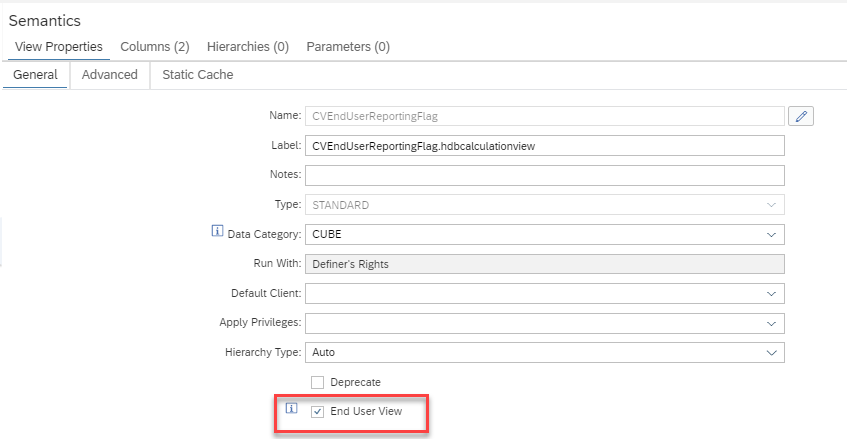 Semantics
View Properties Columns (2) Hierarchies (0) Parameters (0)
General Advanced Static Cache
Name: CVEndUserReportingFlag
Label: CVEndUserReportingFlag.hdbcalculationview
Notes:
Type: STANDARD
Data Category: CUBE
Run With: Definer's Rights
Default Client:
Apply Privileges:
Hierarchy Type: Auto
Deprecate
End User View